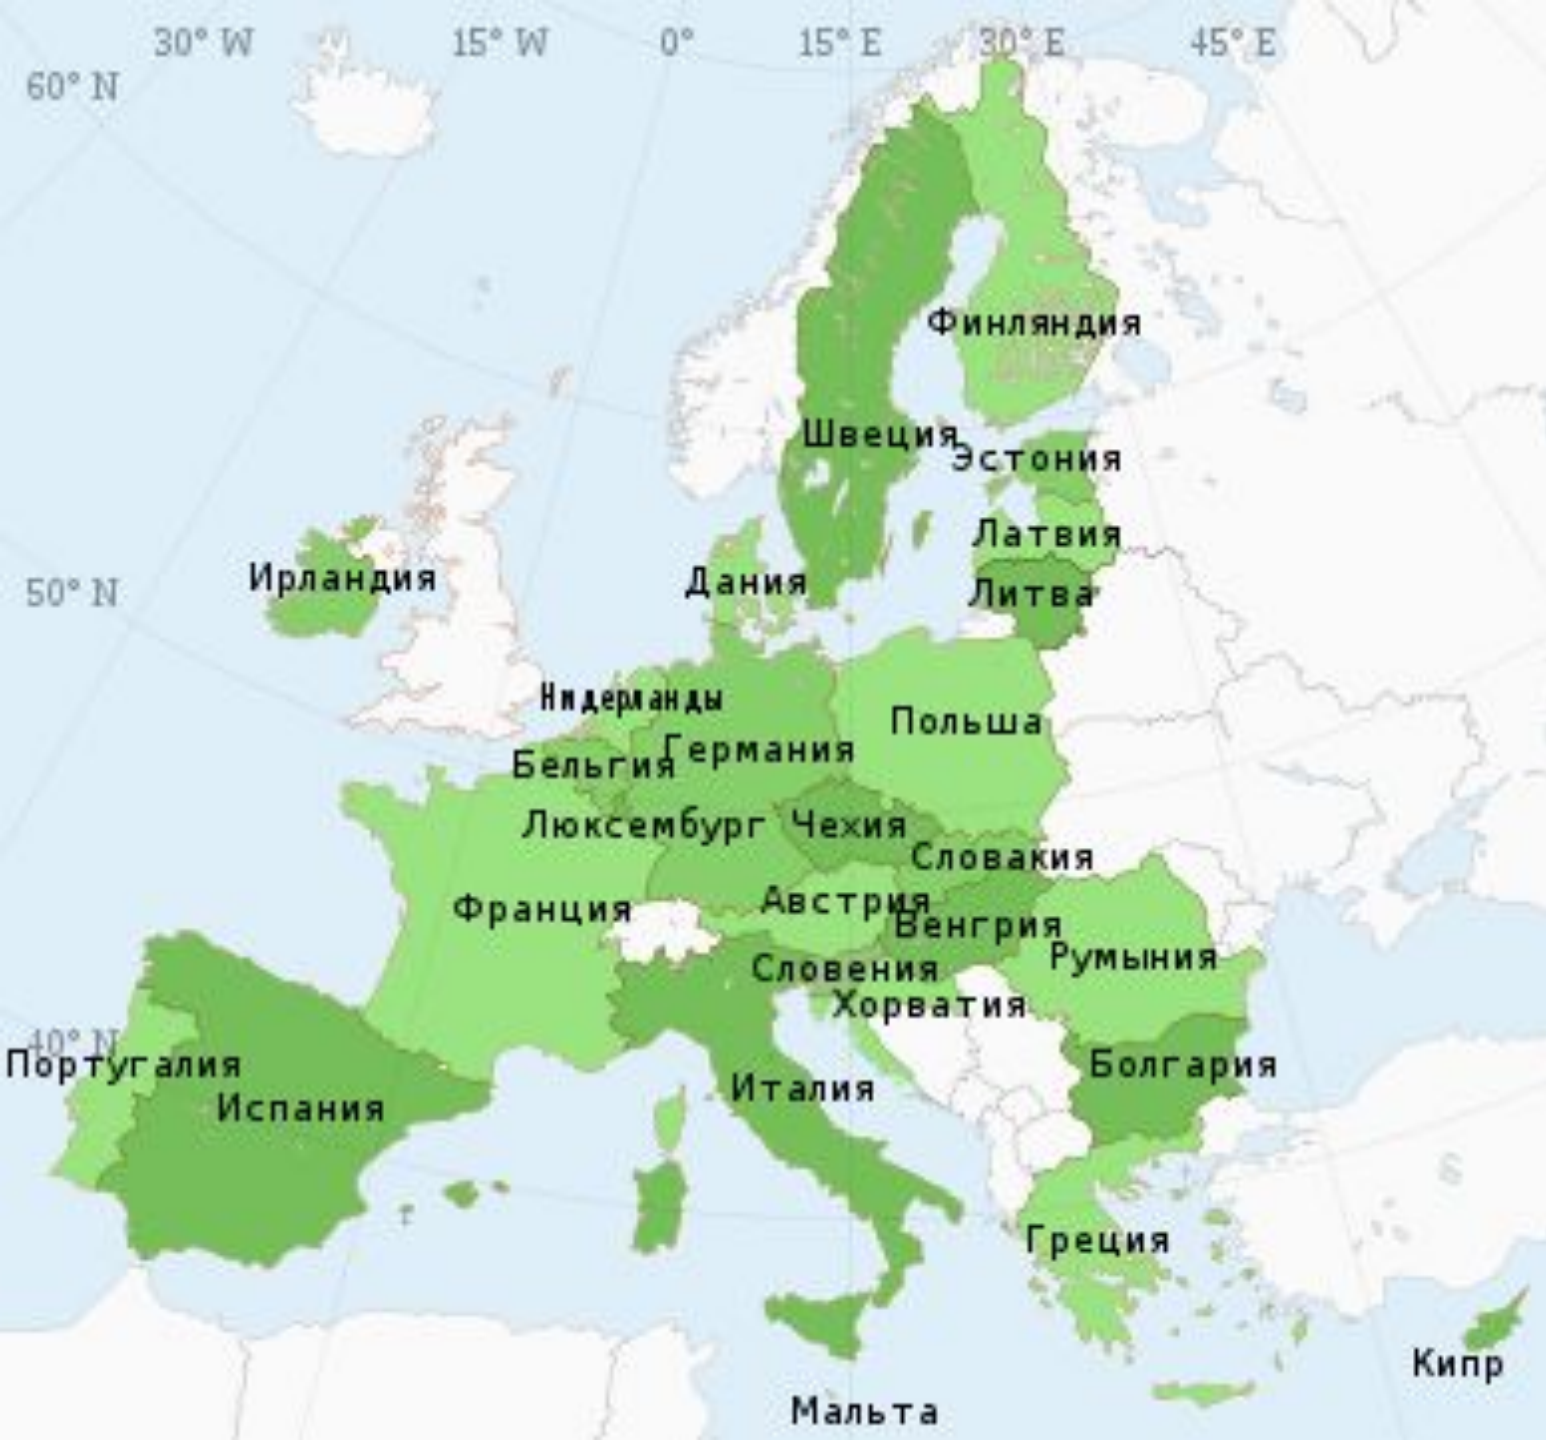 30° W
15° W
0°
15° E
30° E
45° E
60° N
Финляндия
Швеция
Эстония
Латвия
Ирландия
Дания
50° N
Литва
Нидерланды
Польша
Германия
Бельгия
Люксембург
Чехия
Словакия
Австрия
Франция
Венгрия
Румыния
Словения
Хорватия
40° N
Португалия
Болгария
Италия
Испания
Греция
Кипр
Мальта